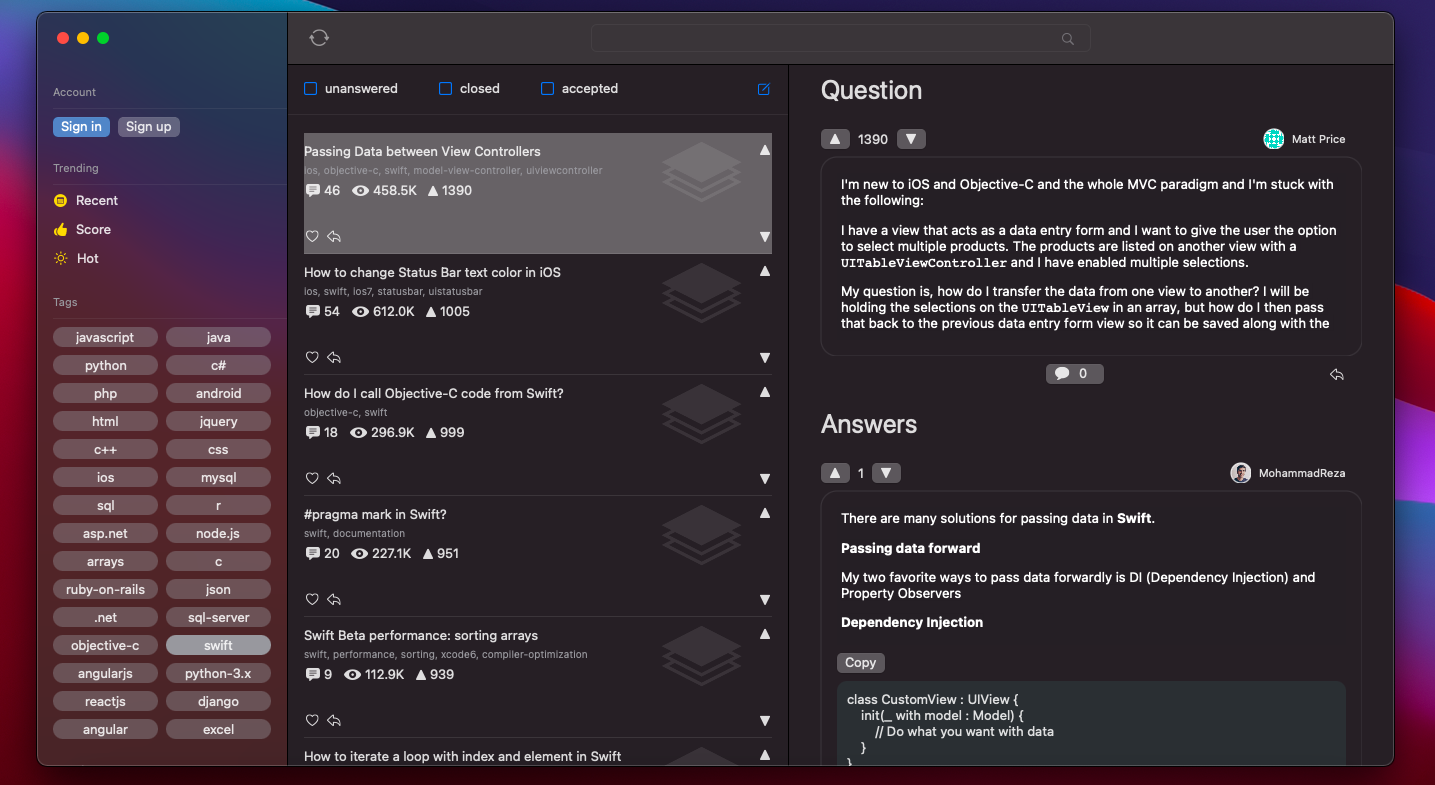 Account
Sign in Sign up
Trending
Recent
Score
Hot
Tags
javascript java
python c#
php android
html jquery
c++ css
ios mysql
sql r
asp.net node.js
arrays c
ruby-on-rails json
.net sql-server
objective-c swift
angularjs python-3.x
reactjs django
angular excel
unanswered closed accepted
Passing Data between View Controllers
ios, objective-c, swift, model-view-controller, uiviewcontroller
46 458.5K 1390
How to change Status Bar text color in iOS
ios, swift, ios7, statusbar, uistatusbar
54 612.0K 1005
How do I call Objective-C code from Swift?
objective-c, swift
18 296.9K 999
#pragma mark in Swift?
swift, documentation
20 227.1K 951
Swift Beta performance: sorting arrays
swift, performance, sorting, xcode6, compiler-optimization
9 112.9K 939
How to iterate a loop with index and element in Swift
Question
1390 Matt Price
I'm new to iOS and Objective-C and the whole MVC paradigm and I'm stuck with
the following:
I have a view that acts as a data entry form and I want to give the user the option
to select multiple products. The products are listed on another view with a
UITableViewController and I have enabled multiple selections.
My question is, how do I transfer the data from one view to another? I will be
holding the selections on the UITableView in an array, but how do I then pass
that back to the previous data entry form view so it can be saved along with the
0
Answers
1 MohammadReza
There are many solutions for passing data in Swift.
Passing data forward
My two favorite ways to pass data forwardly is DI (Dependency Injection) and
Property Observers
Dependency Injection
Copy
class CustomView : UIView {
init(_ with model : Model) {
// Do what you want with data
}
}